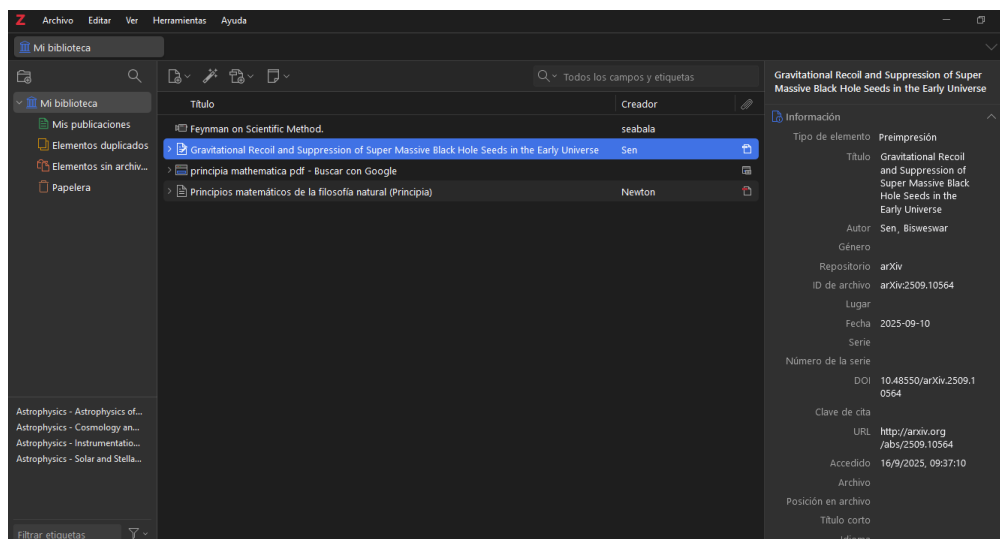 Z Archivo Editar Ver Herramientas Ayuda
Mi biblioteca
Todos los campos y etiquetas
Mi biblioteca
Mis publicaciones
Elementos duplicados
Elementos sin archiv...
Papelera
Título Creador
Feynman on Scientific Method. seabala
Gravitational Recoil and Suppression of Super Massive Black Hole Seeds in the Early Universe Sen
principia mathematica pdf - Buscar con Google
Principios matemáticos de la filosofía natural (Principia) Newton
Astrophysics - Astrophysics of...
Astrophysics - Cosmology an...
Astrophysics - Instrumentatio...
Astrophysics - Solar and Stella...
Filtrar etiquetas
Gravitational Recoil and Suppression of Super
Massive Black Hole Seeds in the Early Universe
Información
Tipo de elemento Preimpresión
Título Gravitational Recoil
and Suppression of
Super Massive Black
Hole Seeds in the
Early Universe
Autor Sen, Bisweswar
Género
Repositorio arXiv
ID de archivo arXiv:2509.10564
Lugar
Fecha 2025-09-10
Serie
Número de la serie
DOI 10.48550/arXiv.2509.1
0564
Clave de cita
URL http://arxiv.org
/abs/2509.10564
Accedido 16/9/2025, 09:37:10
Archivo
Posición en archivo
Título corto
Idioma